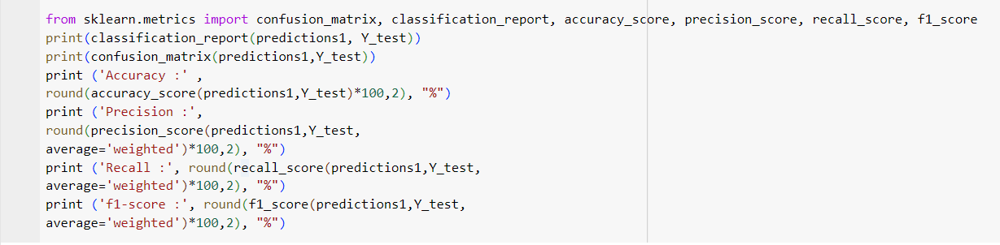 from sklearn.metrics import confusion_matrix, classification_report, accuracy_score, precision_score, recall_score, f1_score
print(classification_report(predictions1, Y_test))
print(confusion_matrix(predictions1,Y_test))
print ('Accuracy :' ,
round(accuracy_score(predictions1,Y_test)*100,2), "%")
print ('Precision :',
round(precision_score(predictions1,Y_test,
average='weighted')*100,2), "%")
print ('Recall :', round(recall_score(predictions1,Y_test,
average='weighted')*100,2), "%")
print ('f1-score :', round(f1_score(predictions1,Y_test,
average='weighted')*100,2), "%")